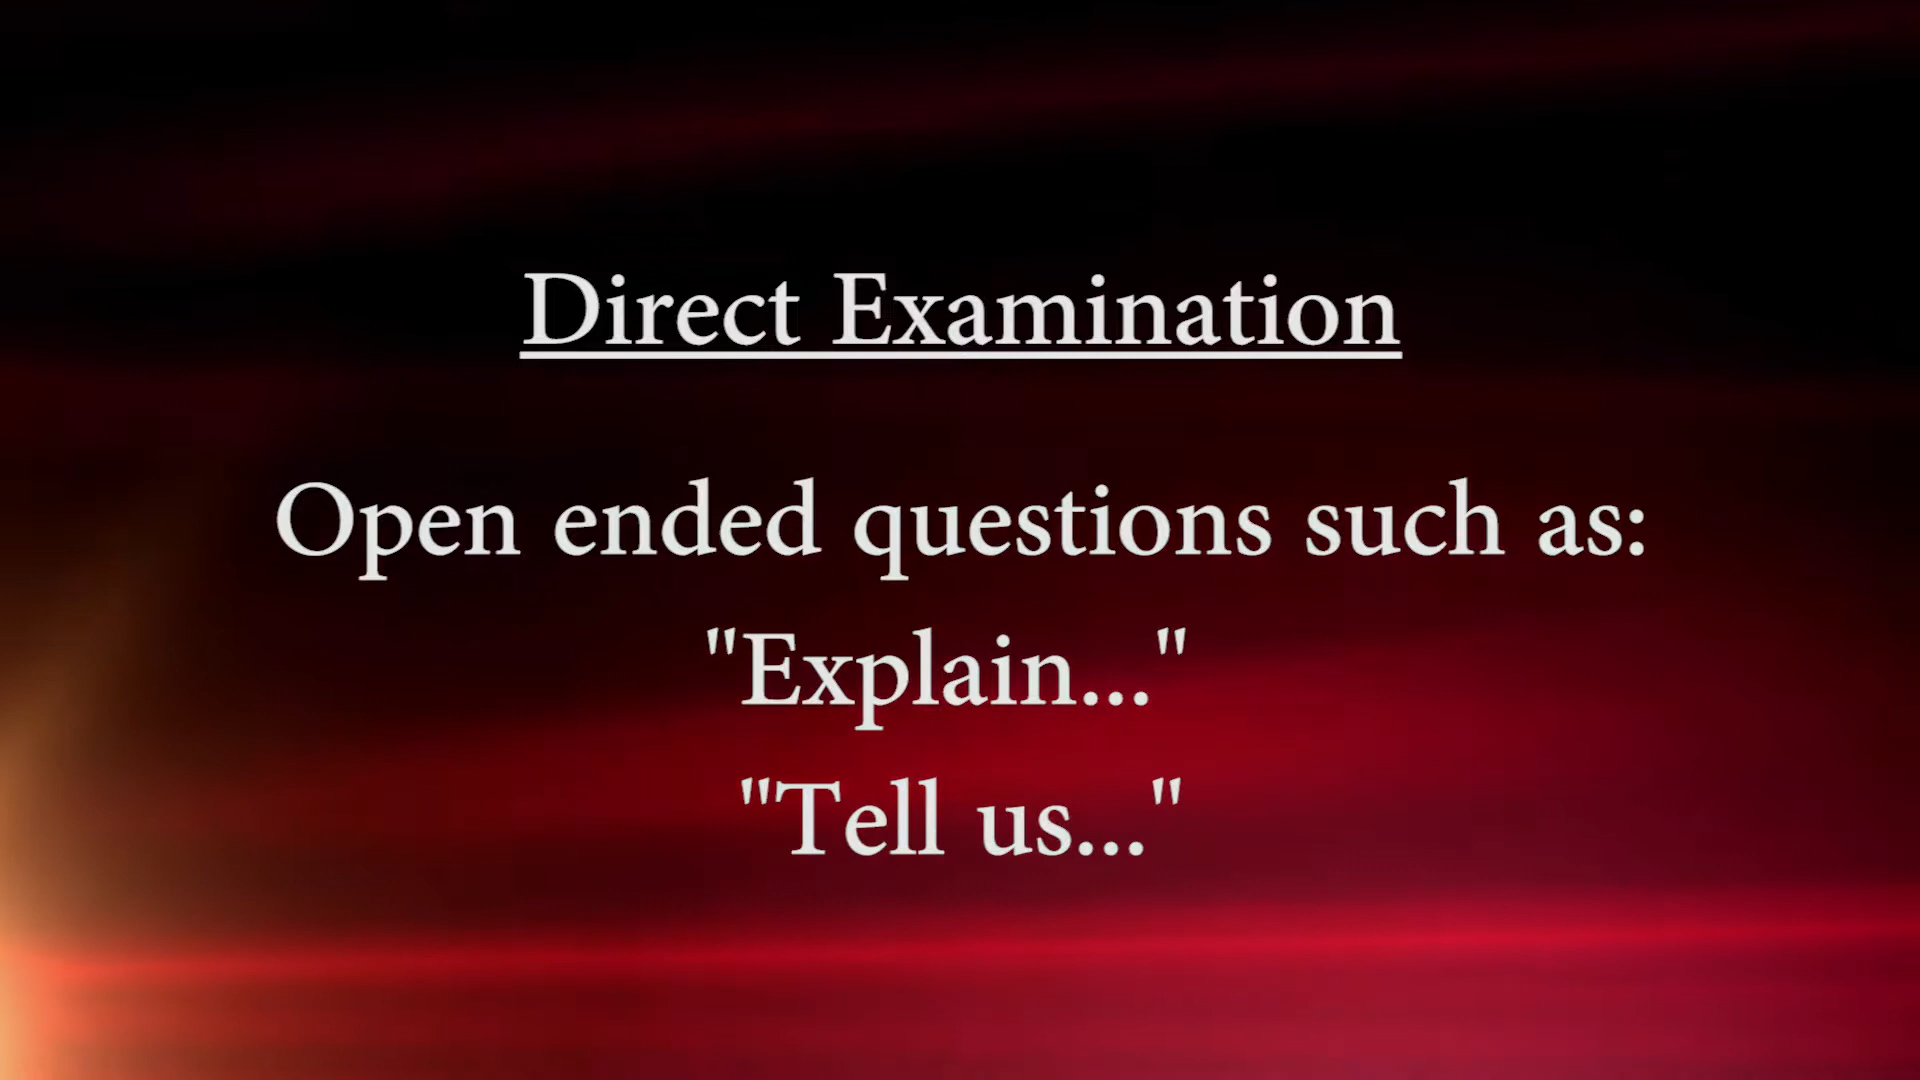 Direct Examination
Open ended questions such as:
"Explain..."
"Tell us..."